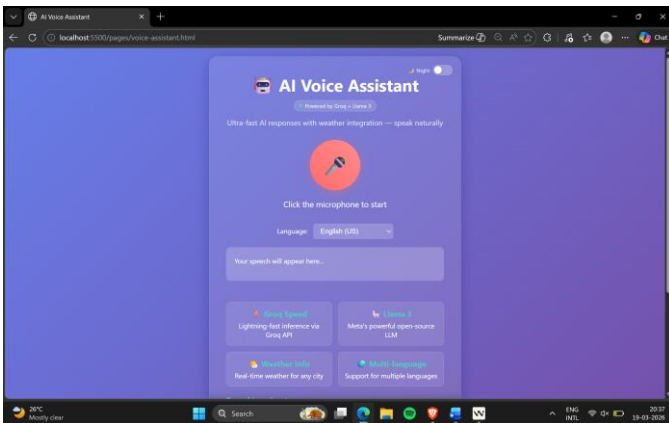 AI Voice Assistant
localhost:5500/pages/voice-assistant.html
Summarize
Chat
Night
AI Voice Assistant
Powered by Groq + Llama 3
Ultra-fast AI responses with weather integration — speak naturally
Click the microphone to start
Language:
English (US)
Your speech will appear here...
Groq Speed
Lightning-fast inference via
Groq API
Llama 3
Meta's powerful open-source
LLM
Weather Info
Real-time weather for any city
Multi-language
Support for multiple languages
26°C
Mostly clear
Search
ENG
INTL
20:37
19-03-2026